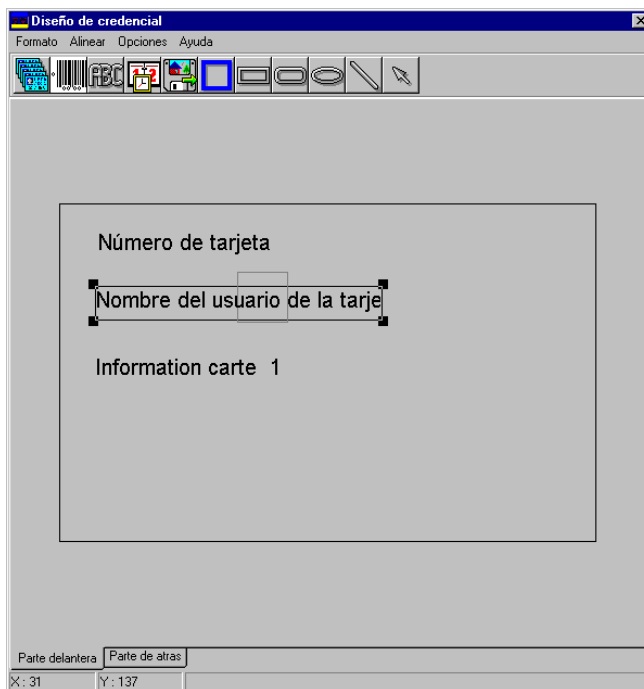 Diseño de credencial
Formato Alinear Opciones Ayuda
ABC
Número de tarjeta
Nombre del usuario de la tarje
Information carte 1
Parte delantera Parte de atras
X : 31 Y : 137